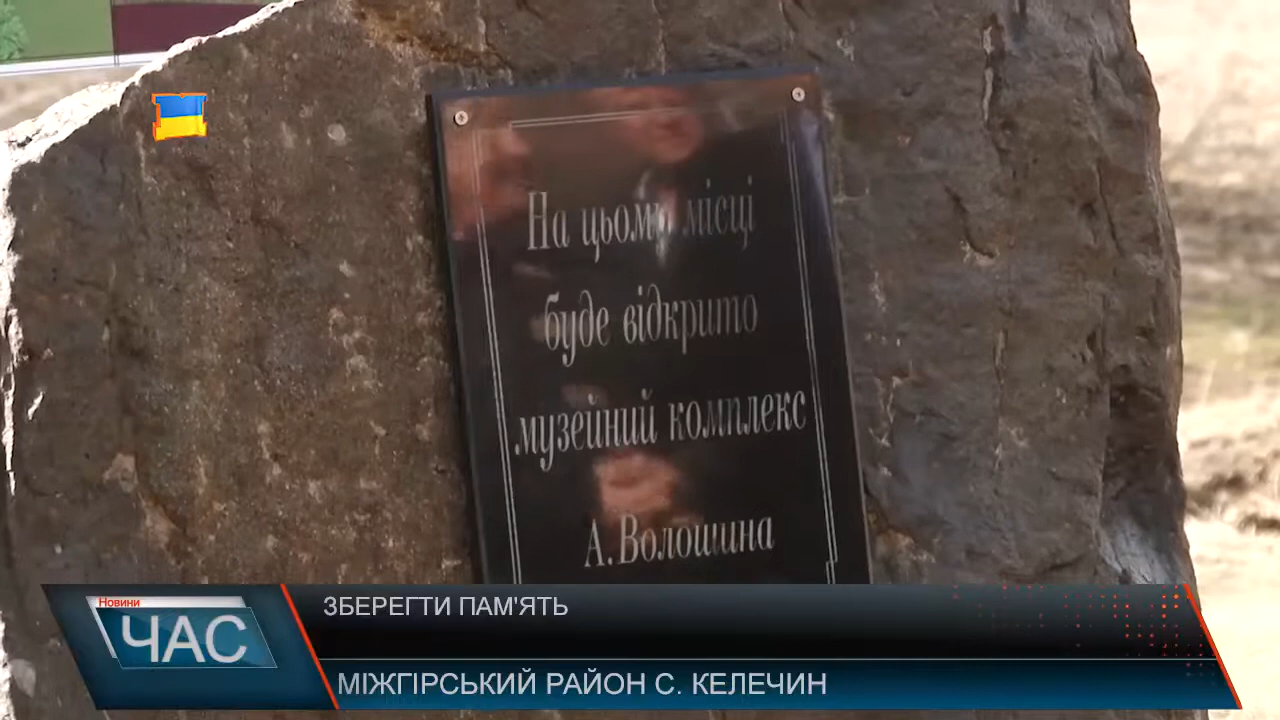 На цьому місці
буде відкрито
музейний комплекс
А. Волошина
Новини
ЧАС
ЗБЕРЕГТИ ПАМ'ЯТЬ
МІЖГІРСЬКИЙ РАЙОН С. КЕЛЕЧИН